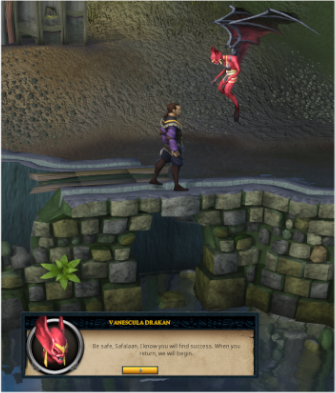 VANESCULA DRAKAN
Be safe, Safalaan. I know you will find success. When you
return, we will begin...